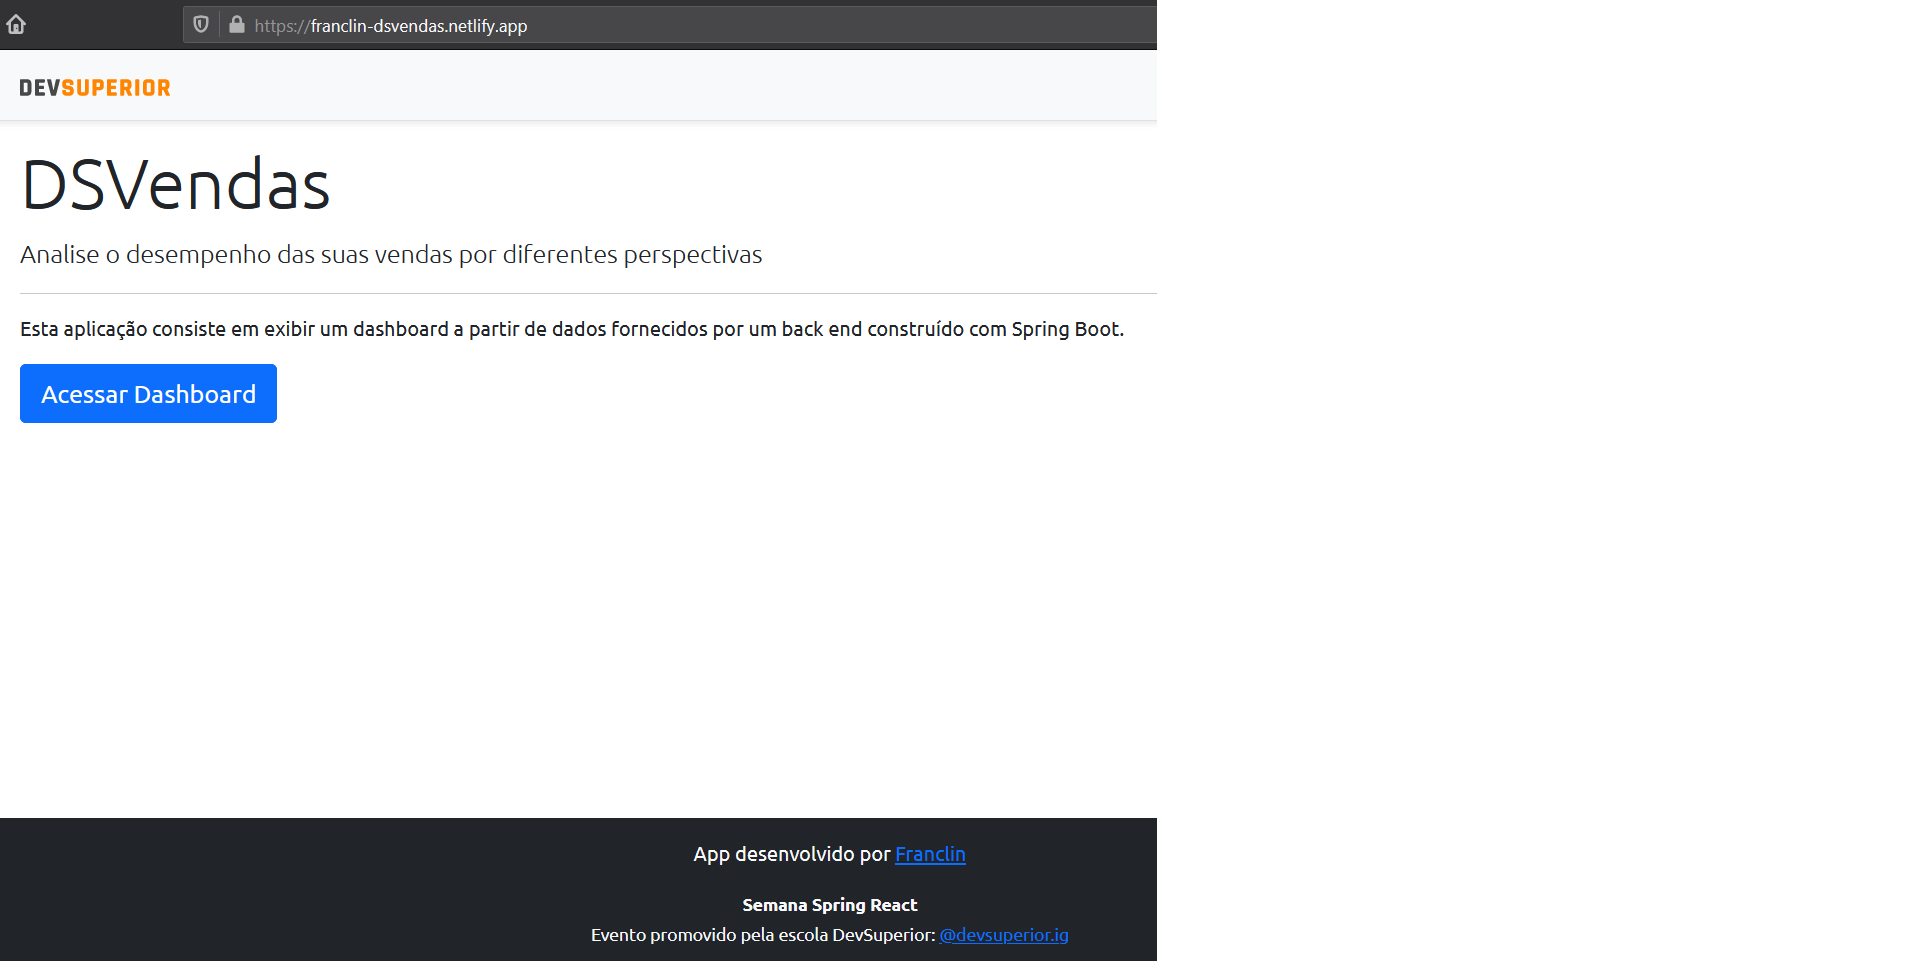 https://franclin-dsvendas.netlify.app
DEVSUPERIOR
DSVendas
Analise o desempenho das suas vendas por diferentes perspectivas
Esta aplicação consiste em exibir um dashboard a partir de dados fornecidos por um back end construído com Spring Boot.
Acessar Dashboard
App desenvolvido por Franclin
Semana Spring React
Evento promovido pela escola DevSuperior: @devsuperior.ig